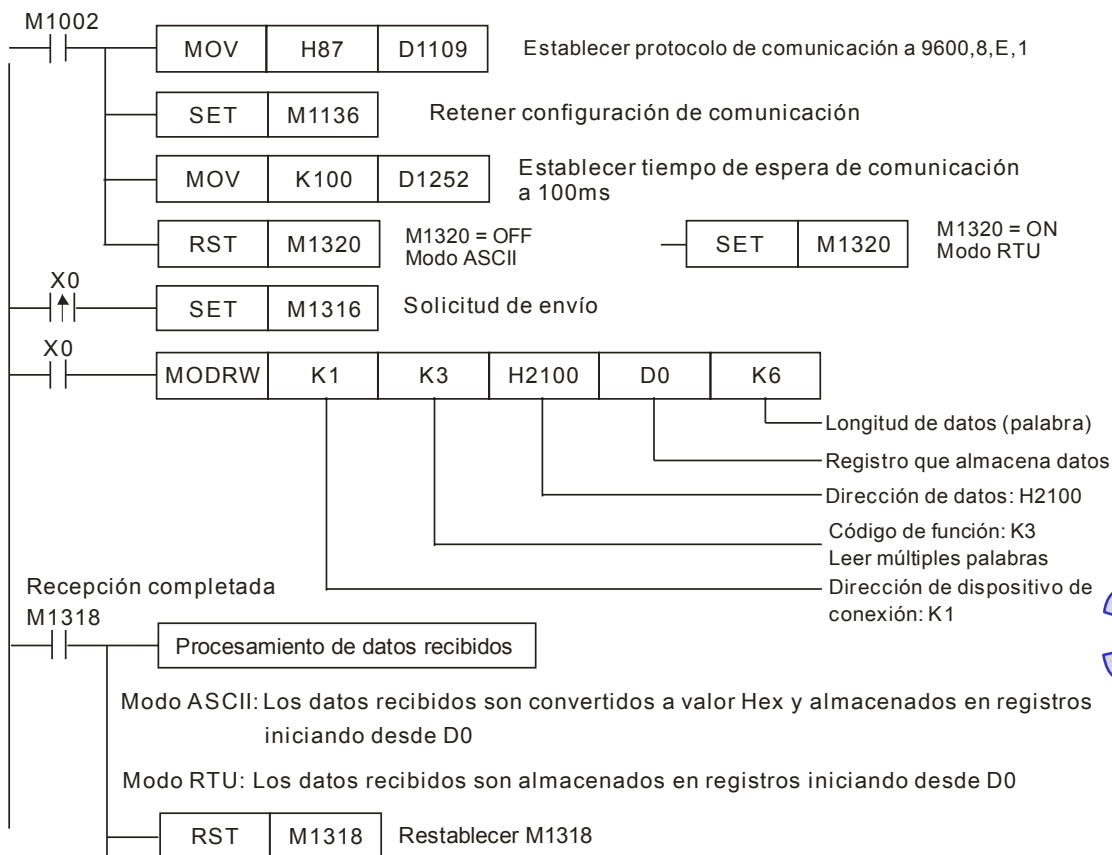 M1002
MOV H87 D1109 Establecer protocolo de comunicación a 9600,8,E,1
SET M1136 Retener configuración de comunicación
MOV K100 D1252 Establecer tiempo de espera de comunicación
a 100ms
RST M1320 M1320 = OFF
Modo ASCII
SET M1320 M1320 = ON
Modo RTU
X0
SET M1316 Solicitud de envío
X0
MODRW K1 K3 H2100 D0 K6
Longitud de datos (palabra)
Registro que almacena datos
Dirección de datos: H2100
Código de función: K3
Leer múltiples palabras
Dirección de dispositivo de
conexión: K1
Recepción completada
M1318
Procesamiento de datos recibidos
Modo ASCII: Los datos recibidos son convertidos a valor Hex y almacenados en registros
iniciando desde D0
Modo RTU: Los datos recibidos son almacenados en registros iniciando desde D0
RST M1318 Restablecer M1318